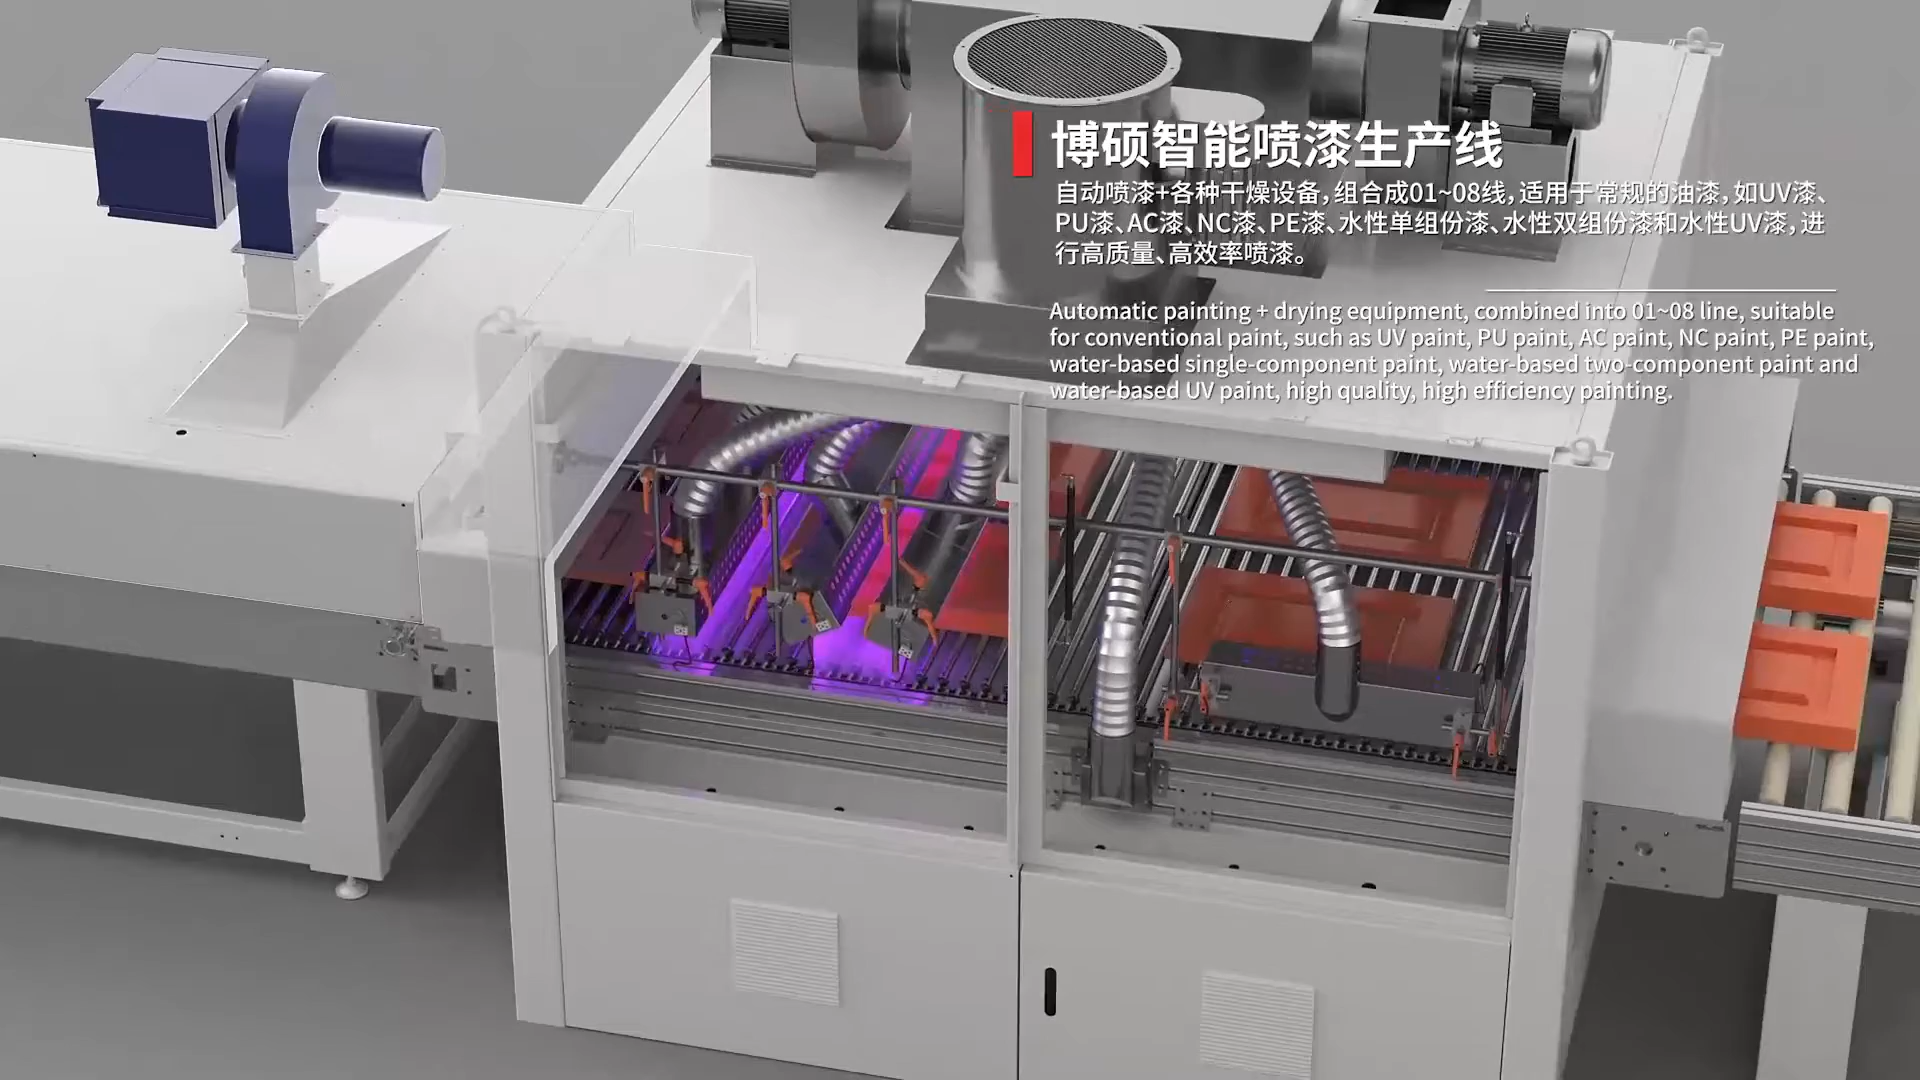 博硕智能喷漆生产线
自动喷漆+各种干燥设备,组合成01~08线,适用于常规的油漆,如UV漆、
PU漆、AC漆、NC漆、PE漆、水性单组份漆、水性双组份漆和水性UV漆,进
行高质量、高效率喷漆。
Automatic painting + drying equipment, combined into 01~08 line, suitable
for conventional paint, such as UV paint, PU paint, AC paint, NC paint, PE paint,
water-based single-component paint, water-based two-component paint and
water-based UV paint, high quality, high efficiency painting.